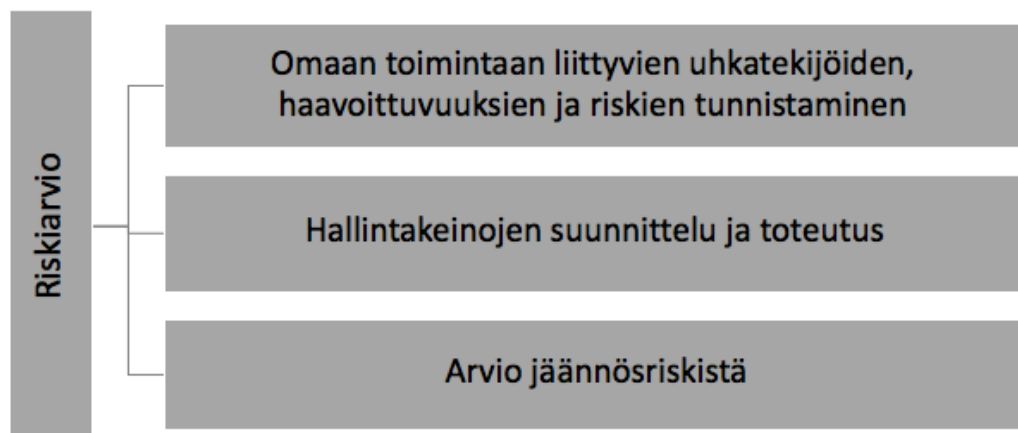 Riskiarvio
Omaan toimintaan liittyvien uhkatekijöiden,
haavoittuvuuksien ja riskien tunnistaminen
Hallintakeinojen suunnittelu ja toteutus
Arvio jäännösriskistä